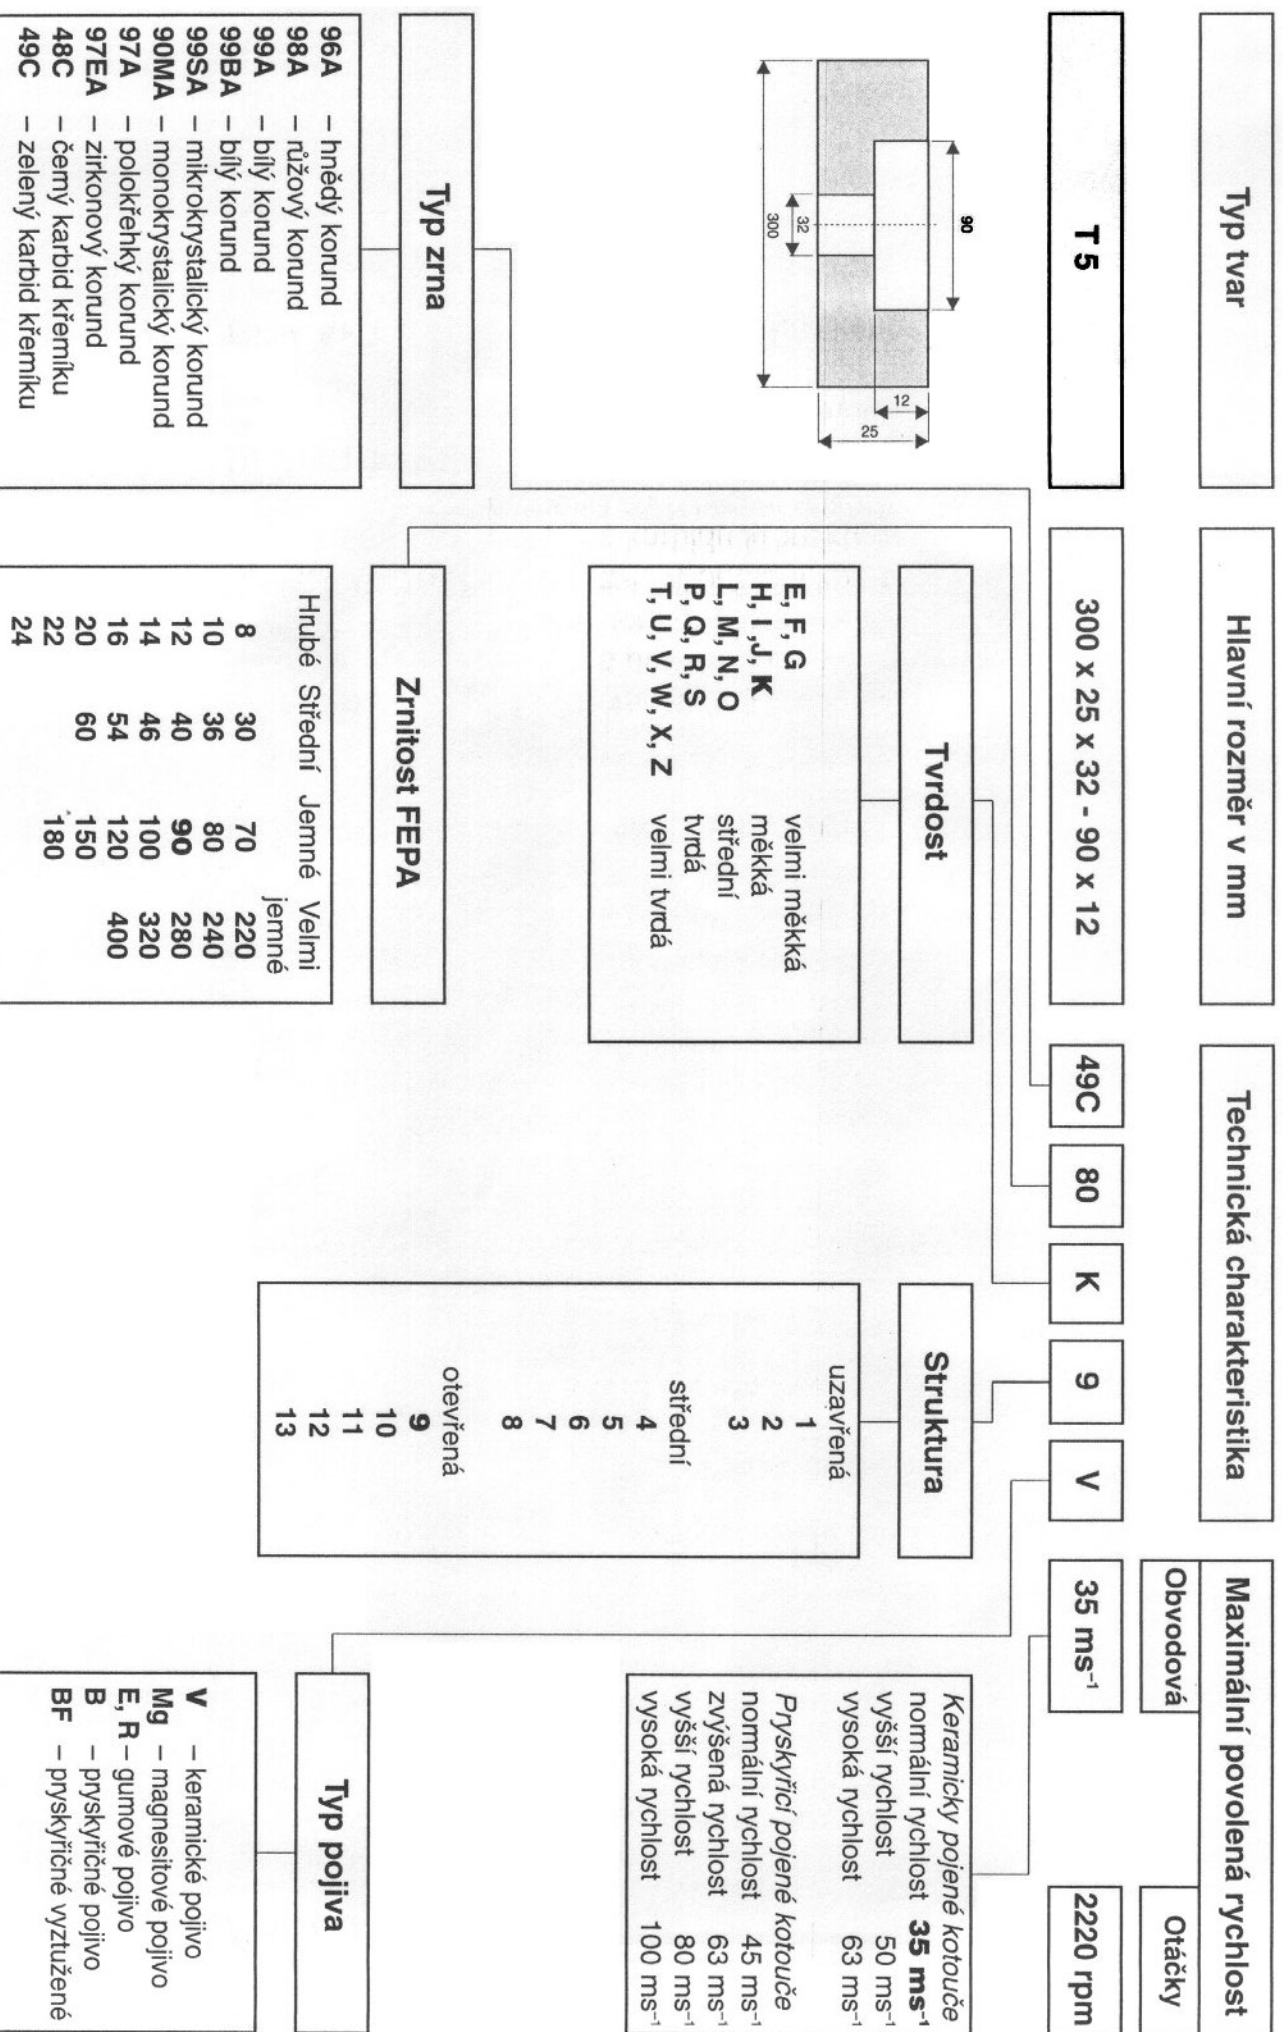 Typ tvar
Hlavní rozměr v mm
Technická charakteristika
Maximální povolená rychlost
Obvodová
Otáčky
T 5
300 x 25 x 32 - 90 x 12
49C
80
K
9
V
35 ms⁻¹
2220 rpm
90
32
300
12
25
Tvrdost
E, F, G velmi měkká
H, I ,J, K měkká
L, M, N, O střední
P, Q, R, S tvrdá
T, U, V, W, X, Z velmi tvrdá
Struktura
uzavřená
1
2
3
střední
4
5
6
7
8
otevřená
9
10
11
12
13
Keramicky pojené kotouče
normální rychlost 35 ms⁻¹
vyšší rychlost 50 ms⁻¹
vysoká rychlost 63 ms⁻¹
Pryskyřicí pojené kotouče
normální rychlost 45 ms⁻¹
zvýšená rychlost 63 ms⁻¹
vyšší rychlost 80 ms⁻¹
vysoká rychlost 100 ms⁻¹
Typ zrna
96A – hnědý korund
98A – růžový korund
99A – bílý korund
99BA – bílý korund
99SA – mikrokrystalický korund
90MA – monokrystalický korund
97A – polokřehký korund
97EA – zirkonový korund
48C – černý karbid křemíku
49C – zelený karbid křemíku
Zrnitost FEPA
Hrubé Střední Jemné Velmi
jemné
8 30 70 220
10 36 80 240
12 40 90 280
14 46 100 320
16 54 120 400
20 60 150
22 180
24
Typ pojiva
V – keramické pojivo
Mg – magnesitové pojivo
E, R – gumové pojivo
B – pryskyřičné pojivo
BF – pryskyřičné vyztužené